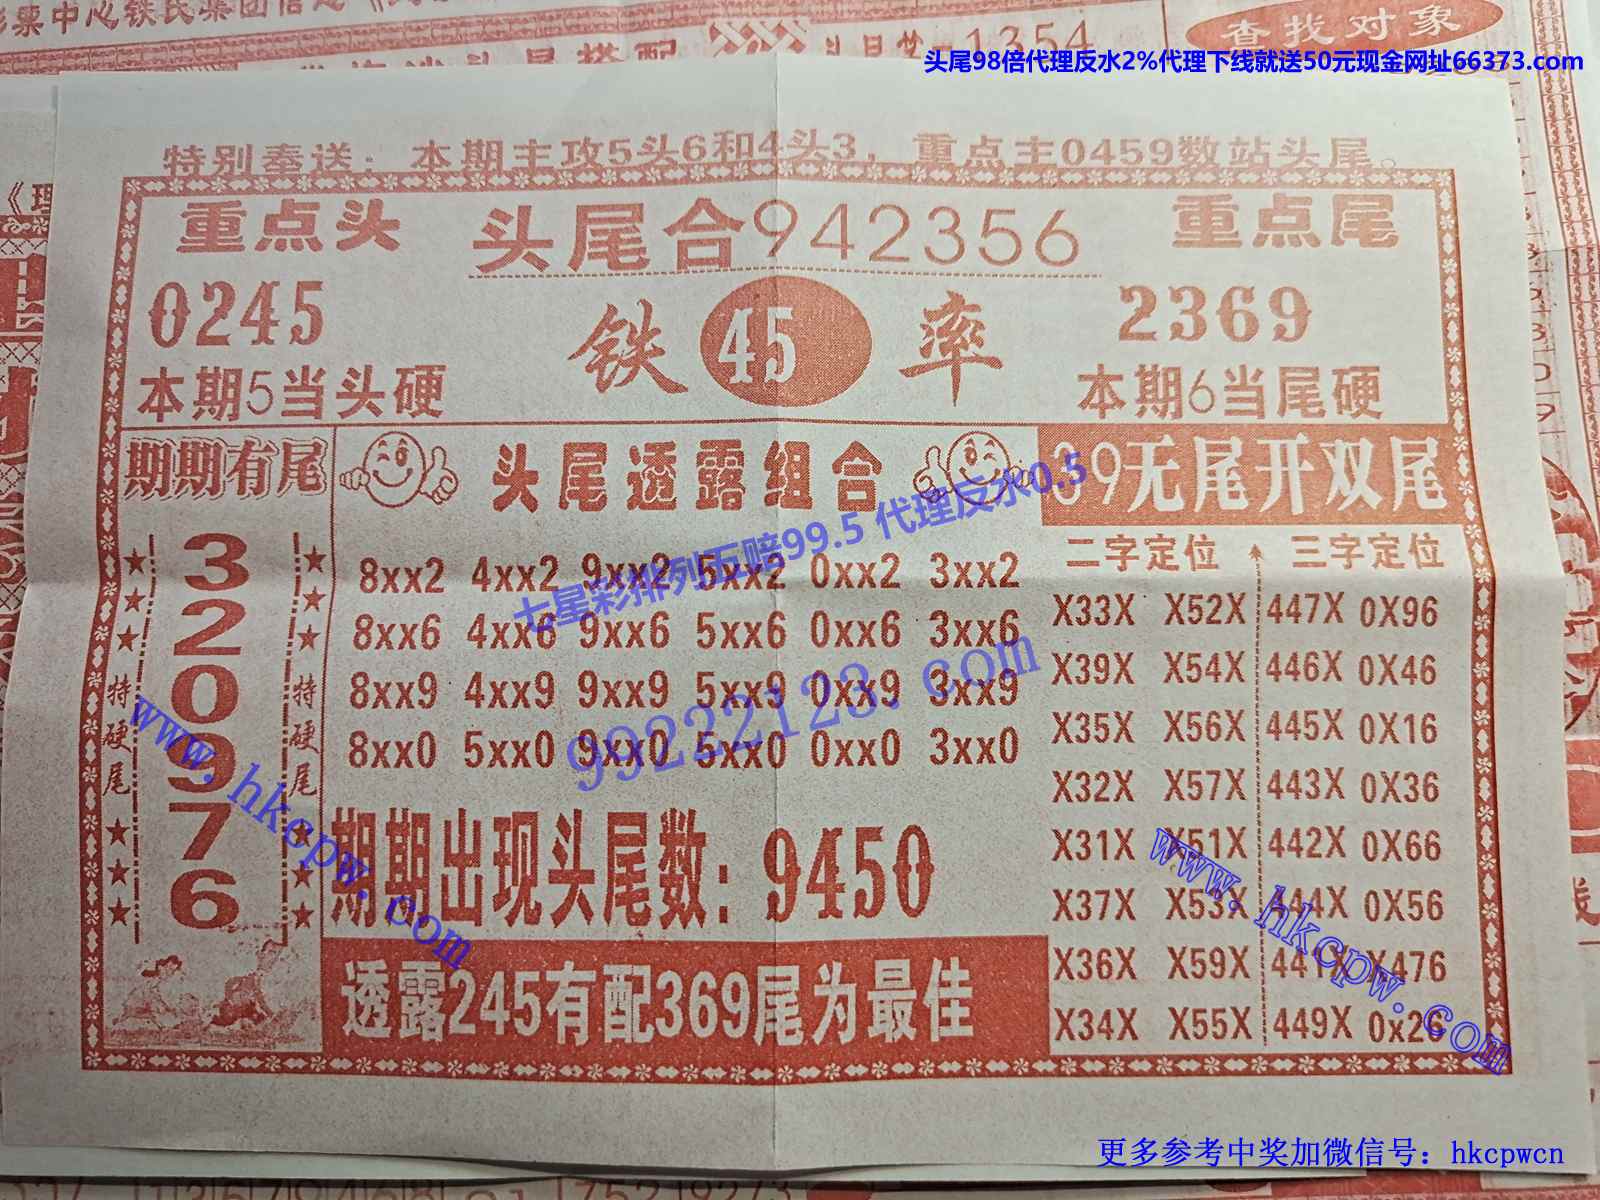 查找对象
1354
头尾98倍代理反水2%代理下线就送50元现金网址66373.com
特别奉送：本期主攻5头6和4头3，重点主0459数站头尾。
重点头 头尾合942356 重点尾
0245 铁45率 2369
本期5当头硬 本期6当尾硬
期期有尾 头尾透露组合 39无尾开双尾
七星彩排列五赔99.5 代理反水0.5
3
2
0
9
7
6
特硬尾 特硬尾
8xx2 4xx2 9xx2 5xx2 0xx2 3xx2
8xx6 4xx6 9xx6 5xx6 0xx6 3xx6
8xx9 4xx9 9xx9 5xx9 0xx9 3xx9
8xx0 5xx0 9xx0 5xx0 0xx0 3xx0
99222123.com
期期出现头尾数：9450
透露245有配369尾为最佳
二字定位 三字定位
X33X X52X 447X 0X96
X39X X54X 446X 0X46
X35X X56X 445X 0X16
X32X X57X 443X 0X36
X31X X51X 442X 0X66
X37X X53X 444X 0X56
X36X X59X 441X X476
X34X X55X 449X 0x26
www.hkcpw.com
www.hkcpw.com
更多参考中奖加微信号：hkcpwcn